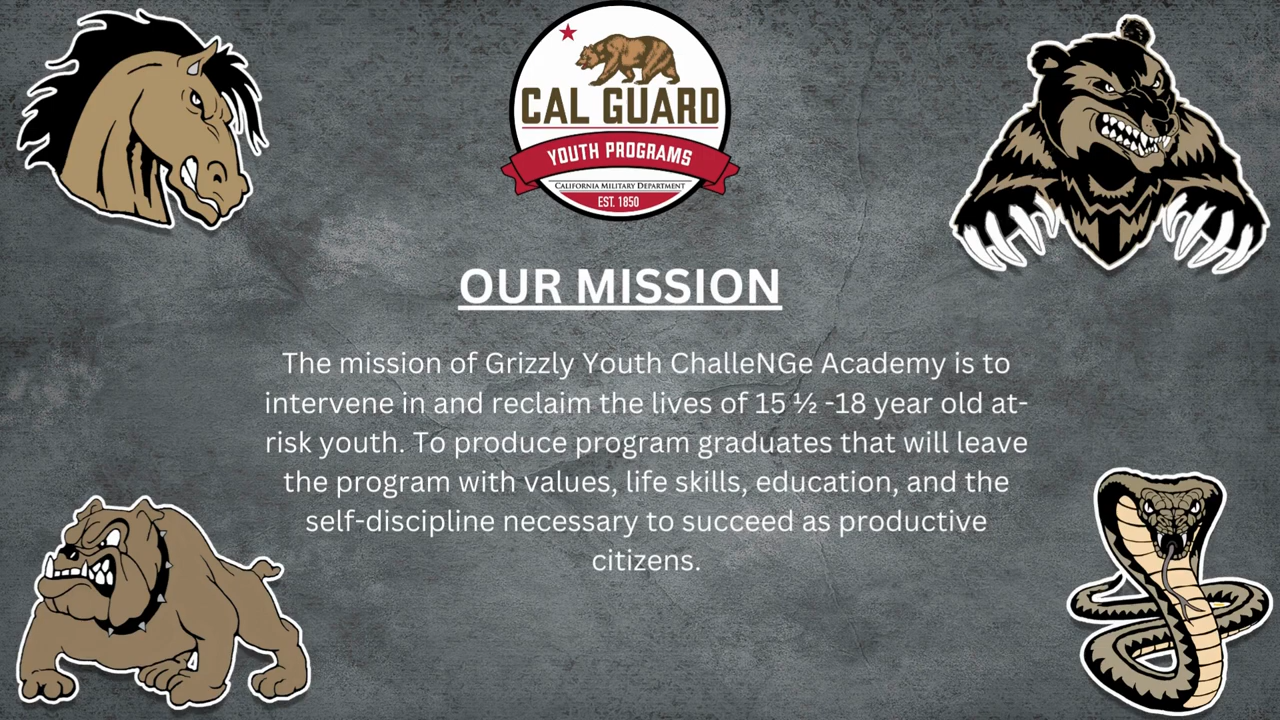 CAL GUARD
YOUTH PROGRAMS
CALIFORNIA MILITARY DEPARTMENT
EST. 1850
OUR MISSION
The mission of Grizzly Youth ChalleNGe Academy is to
intervene in and reclaim the lives of 15 ½ -18 year old at-
risk youth. To produce program graduates that will leave
the program with values, life skills, education, and the
self-discipline necessary to succeed as productive
citizens.